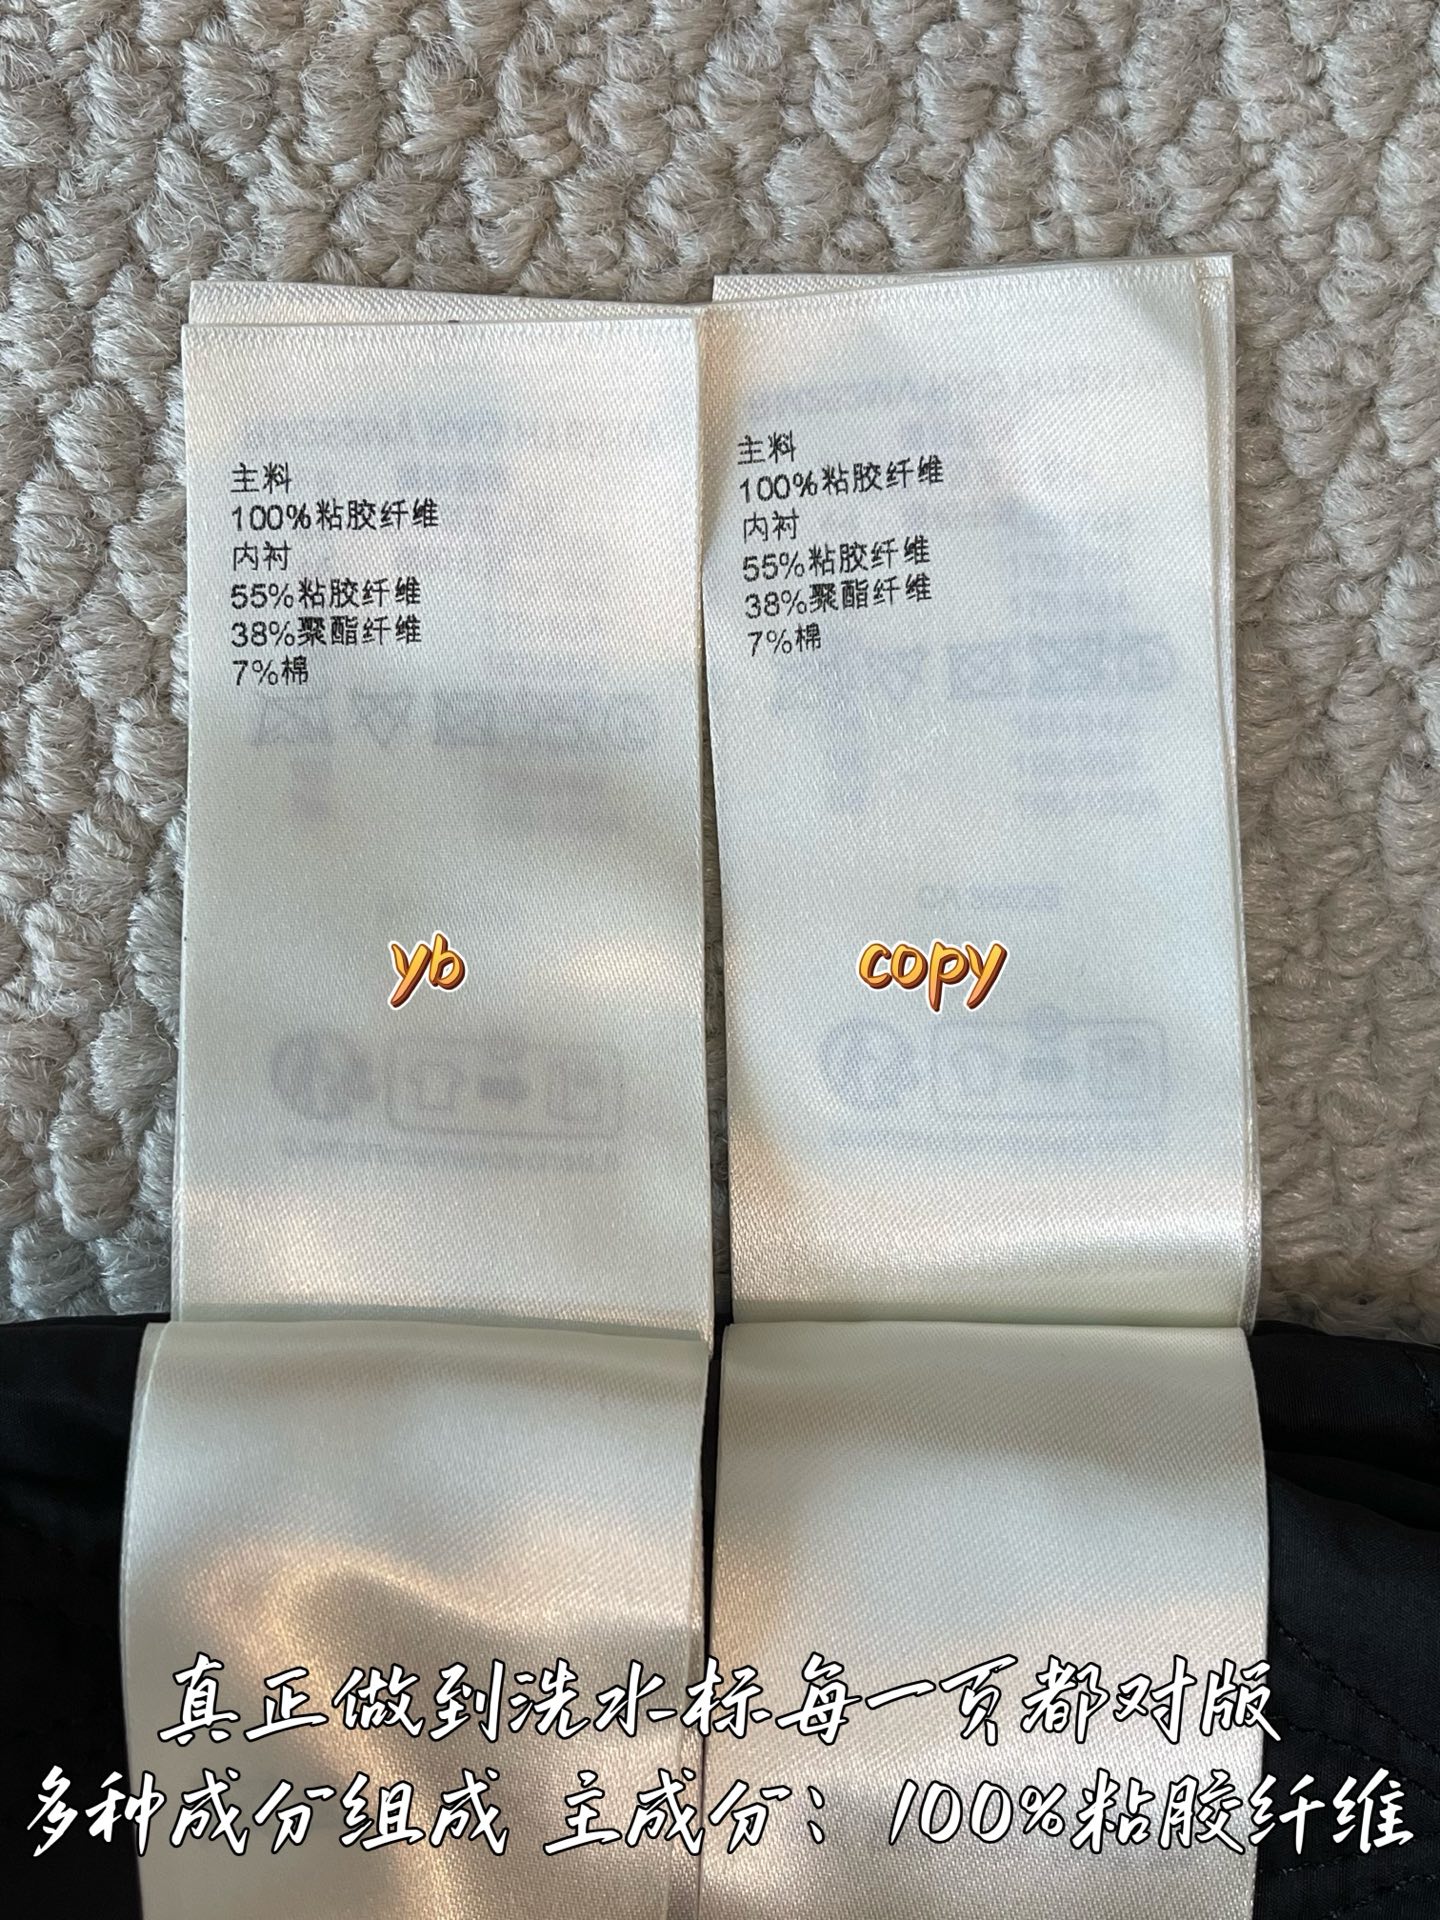 主料
100%粘胶纤维
内衬
55%粘胶纤维
38%聚酯纤维
7%棉
主料
100%粘胶纤维
内衬
55%粘胶纤维
38%聚酯纤维
7%棉
yb
copy
真正做到洗水标每一页都对版
多种成分组成 主成分：100%粘胶纤维